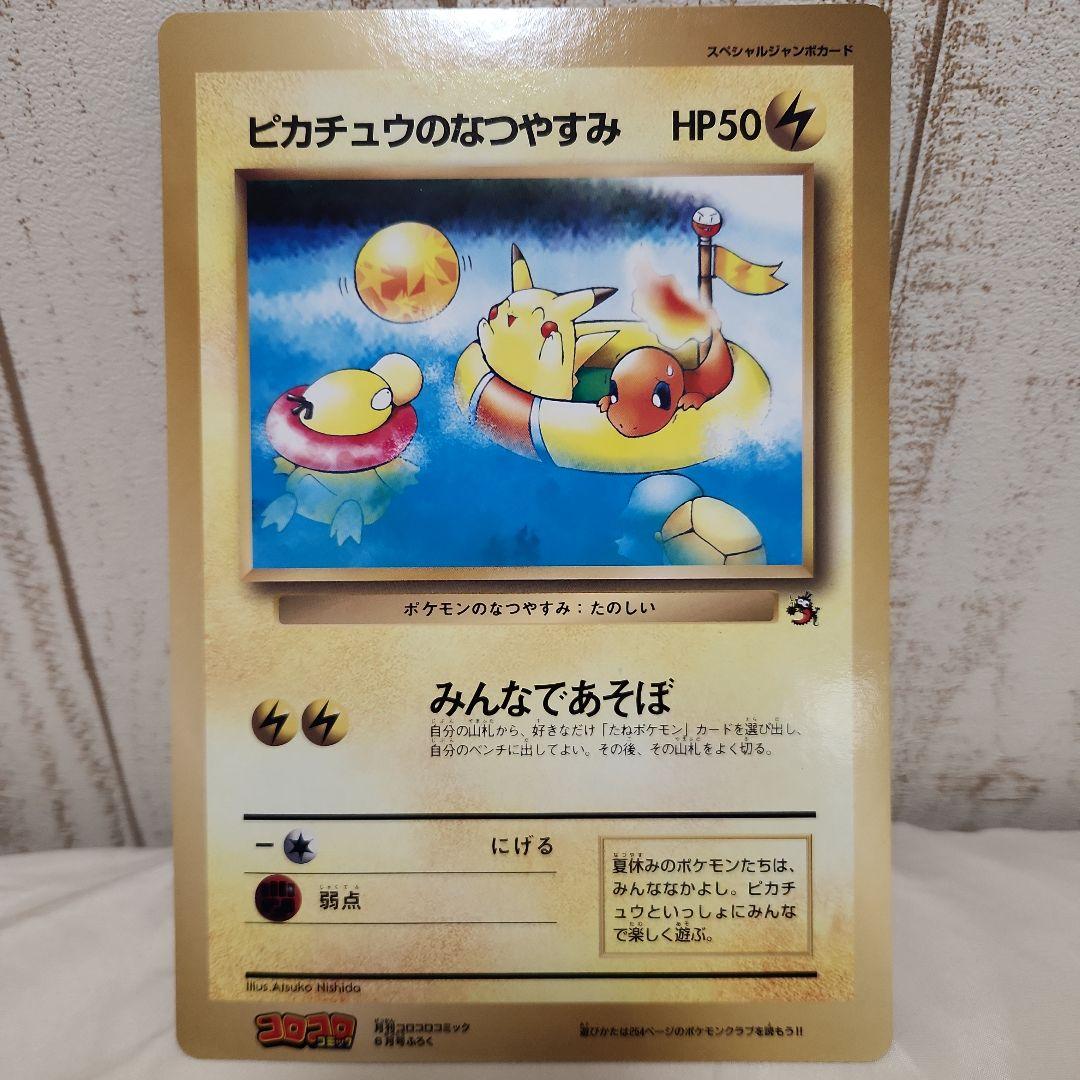 スペシャルジャンボカード
ピカチュウのなつやすみ HP50
ポケモンのなつやすみ：たのしい
みんなであそぼ
自分の山札から、好きなだけ「たねポケモン」カードを選び出し、
自分のベンチに出してよい。その後、その山札をよく切る。
ー にげる
弱点
夏休みのポケモンたちは、
みんななかよし。ピカチ
ュウといっしょにみんな
で楽しく遊ぶ。
Illus.Atsuko Nishida
コロコロ
コミック
月刊コロコロコミック
6月号ふろく
遊びかたは254ページのポケモンクラブを読もう!!